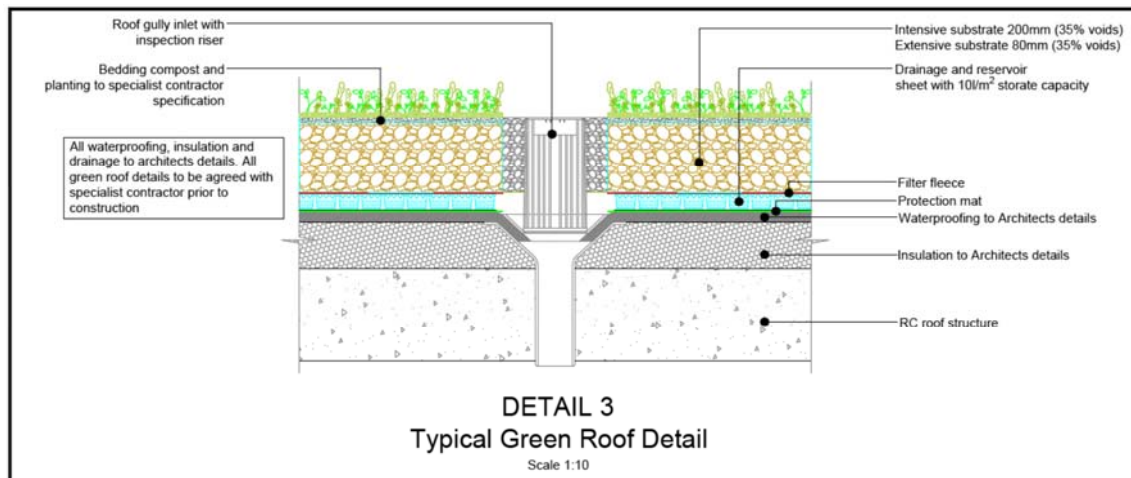 Roof gully inlet with
inspection riser
Bedding compost and
planting to specialist contractor
specification
All waterproofing, insulation and
drainage to architects details. All
green roof details to be agreed with
specialist contractor prior to
construction
Intensive substrate 200mm (35% voids)
Extensive substrate 80mm (35% voids)
Drainage and reservoir
sheet with 10l/m² storate capacity
Filter fleece
Protection mat
Waterproofing to Architects details
Insulation to Architects details
RC roof structure
DETAIL 3
Typical Green Roof Detail
Scale 1:10